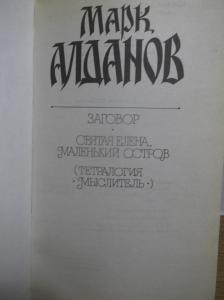 МАРК
АЛДАНОВ
ЗАГОВОР
·
СВЯТАЯ ЕЛЕНА,
МАЛЕНЬКИЙ ОСТРОВ
(ТЕТРАЛОГИЯ
·МЫСЛИТЕЛЬ·)